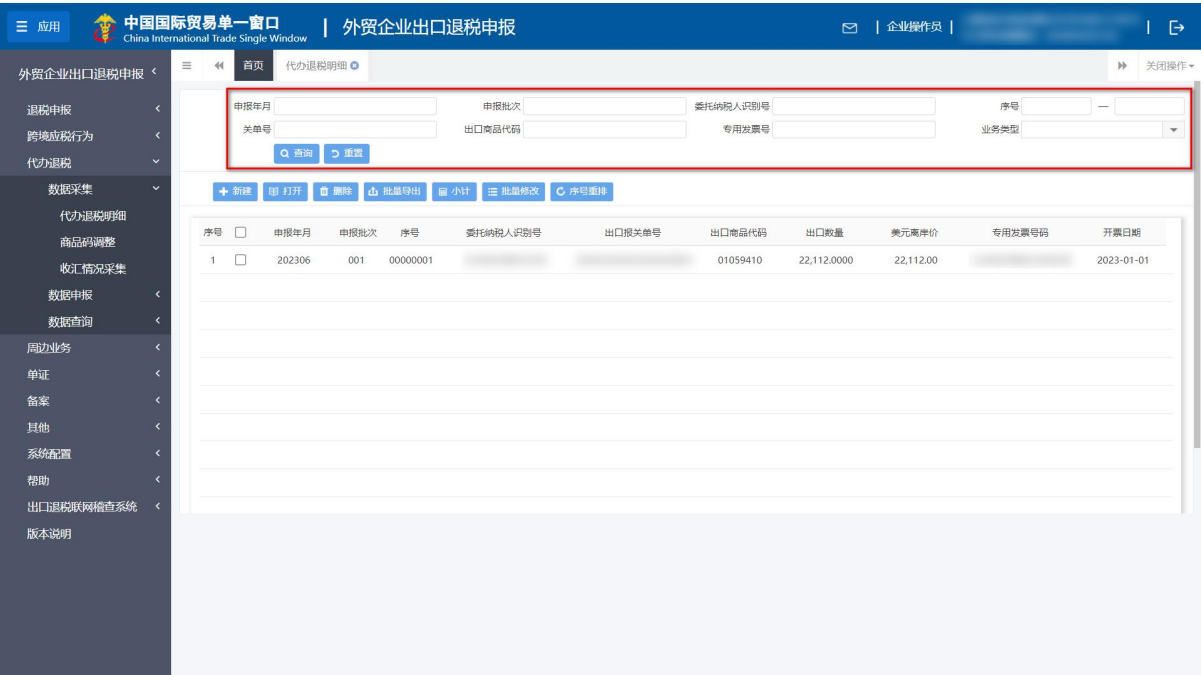 应用
中国国际贸易单一窗口
China International Trade Single Window
外贸企业出口退税申报
企业操作员
外贸企业出口退税申报
首页
代办退税明细
关闭操作
退税申报
跨境应税行为
代办退税
数据采集
代办退税明细
商品码调整
收汇情况采集
数据申报
数据查询
周边业务
单证
备案
其他
系统配置
帮助
出口退税联网稽查系统
版本说明
申报年月 申报批次 委托纳税人识别号 序号 —
关单号 出口商品代码 专用发票号 业务类型
查询 重置
新建 打开 删除 批量导出 小计 批量修改 序号重排
序号 申报年月 申报批次 序号 委托纳税人识别号 出口报关单号 出口商品代码 出口数量 美元离岸价 专用发票号码 开票日期
1 202306 001 00000001 01059410 22,112.0000 22,112.00 2023-01-01